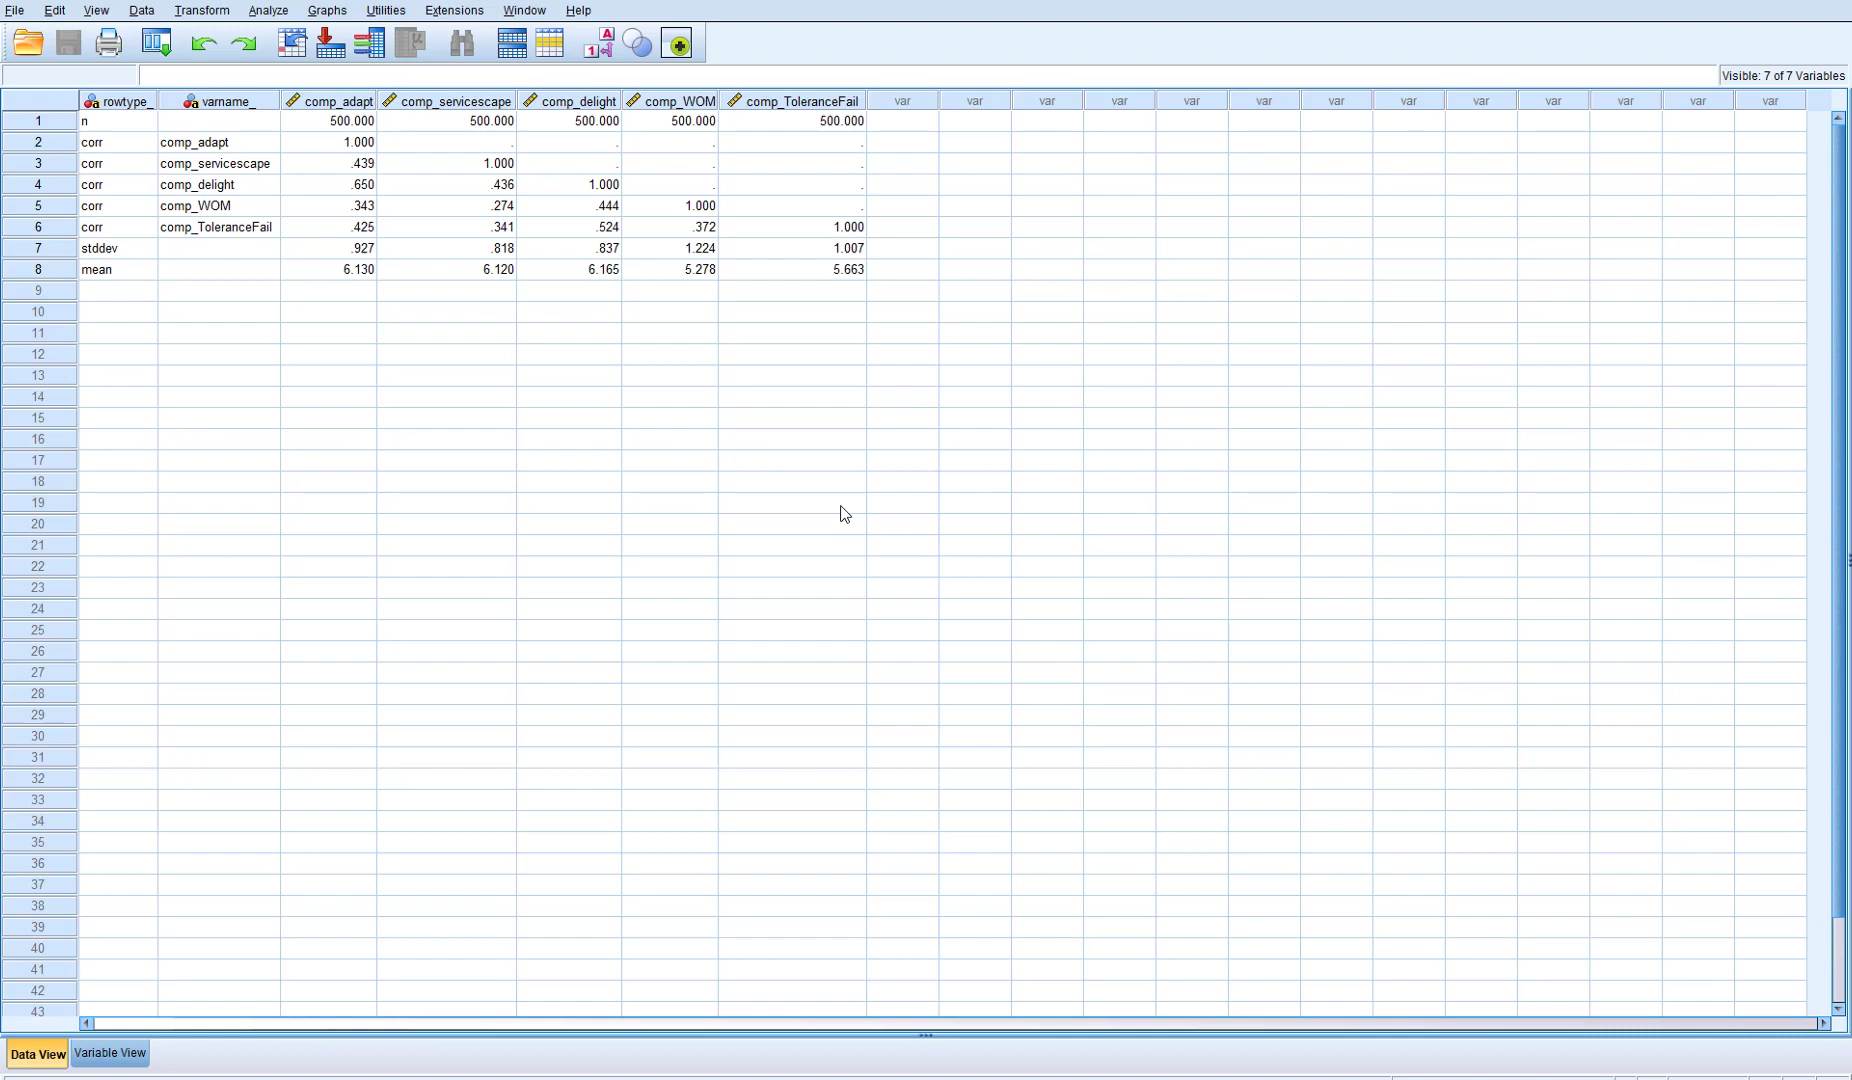 File Edit View Data Transform Analyze Graphs Utilities Extensions Window Help
A
1
Visible: 7 of 7 Variables
rowtype_ varname_ comp_adapt comp_servicescape comp_delight comp_WOM comp_ToleranceFail var var var var var var var var var var var var var
1 n 500.000 500.000 500.000 500.000 500.000
2 corr comp_adapt 1.000 . . . .
3 corr comp_servicescape .439 1.000 . . .
4 corr comp_delight .650 .436 1.000 . .
5 corr comp_WOM .343 .274 .444 1.000 .
6 corr comp_ToleranceFail .425 .341 .524 .372 1.000
7 stddev .927 .818 .837 1.224 1.007
8 mean 6.130 6.120 6.165 5.278 5.663
9
10
11
12
13
14
15
16
17
18
19
20
21
22
23
24
25
26
27
28
29
30
31
32
33
34
35
36
37
38
39
40
41
42
43
Data View Variable View